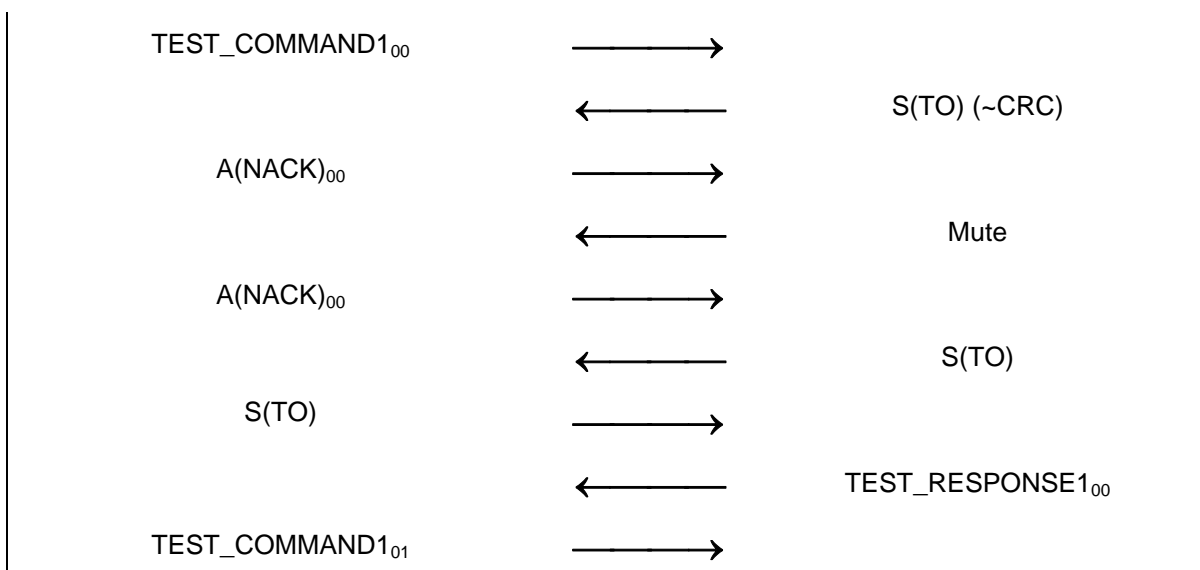 TEST_COMMAND1₀₀
S(TO) (~CRC)
A(NACK)₀₀
Mute
A(NACK)₀₀
S(TO)
S(TO)
TEST_RESPONSE1₀₀
TEST_COMMAND1₀₁